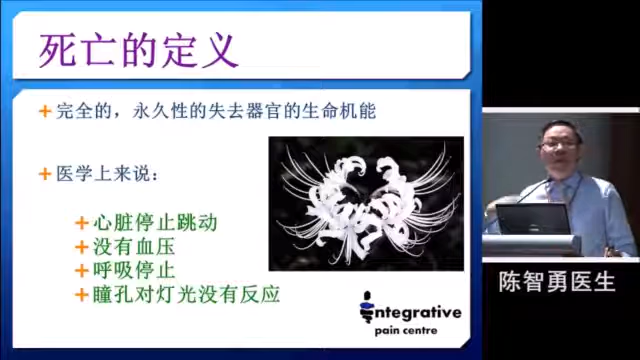 死亡的定义
完全的，永久性的失去器官的生命机能
医学上来说：
心脏停止跳动
没有血压
呼吸停止
瞳孔对灯光没有反应
integrative
pain centre
陈智勇医生